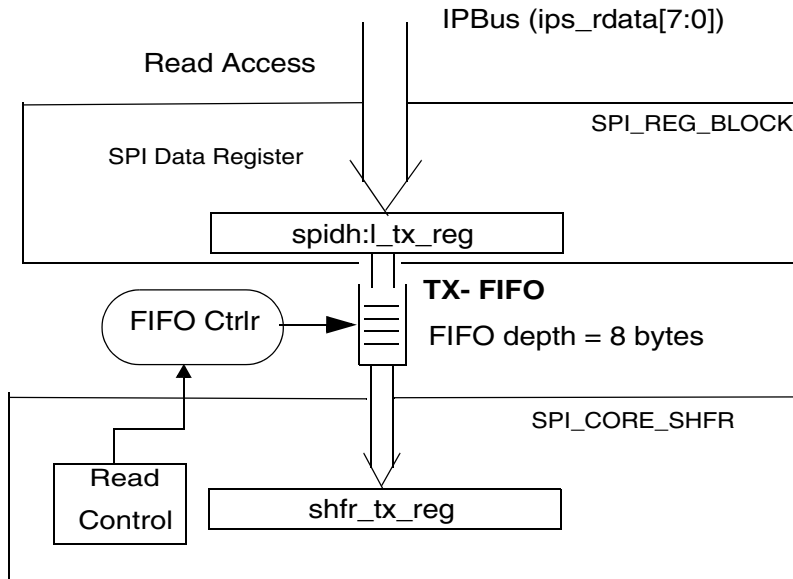 IPBus (ips_rdata[7:0])
Read Access
SPI_REG_BLOCK
SPI Data Register
spidh:l_tx_reg
TX- FIFO
FIFO Ctrlr
FIFO depth = 8 bytes
SPI_CORE_SHFR
Read
Control
shfr_tx_reg